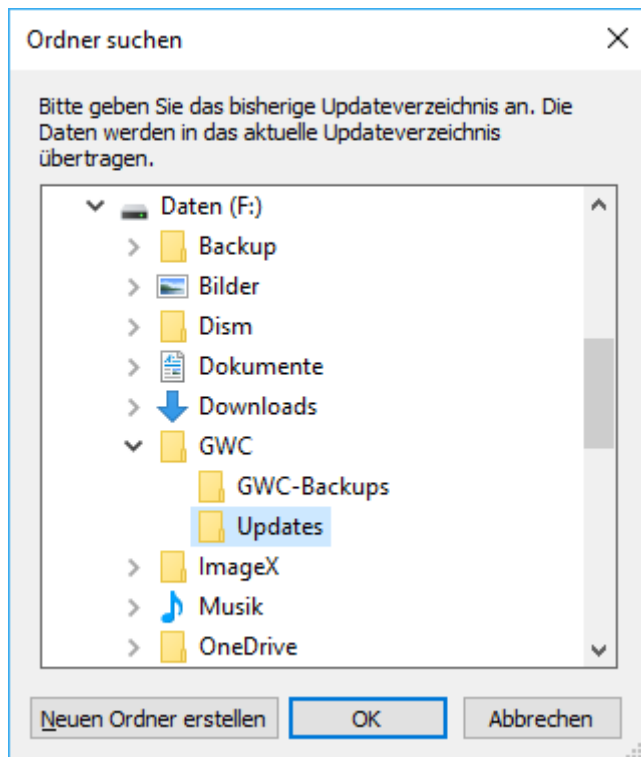 Ordner suchen
Bitte geben Sie das bisherige Updateverzeichnis an. Die
Daten werden in das aktuelle Updateverzeichnis
übertragen.
Daten (F:)
Backup
Bilder
Dism
Dokumente
Downloads
GWC
GWC-Backups
Updates
ImageX
Musik
OneDrive
Neuen Ordner erstellen OK Abbrechen